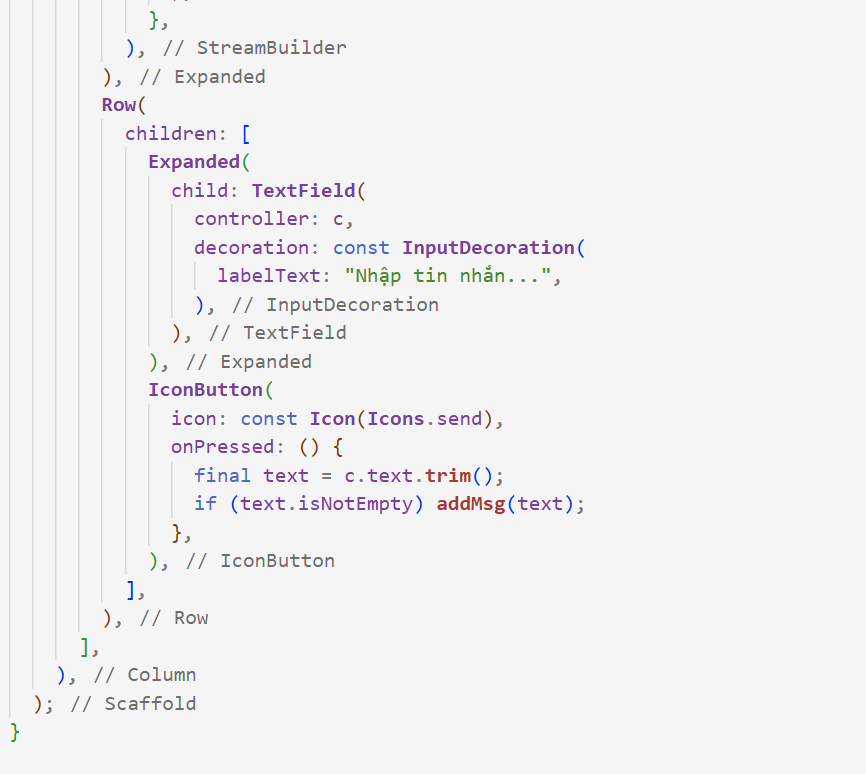 },
), // StreamBuilder
), // Expanded
Row(
children: [
Expanded(
child: TextField(
controller: c,
decoration: const InputDecoration(
labelText: "Nhập tin nhắn...",
), // InputDecoration
), // TextField
), // Expanded
IconButton(
icon: const Icon(Icons.send),
onPressed: () {
final text = c.text.trim();
if (text.isNotEmpty) addMsg(text);
},
), // IconButton
],
), // Row
],
), // Column
); // Scaffold
}